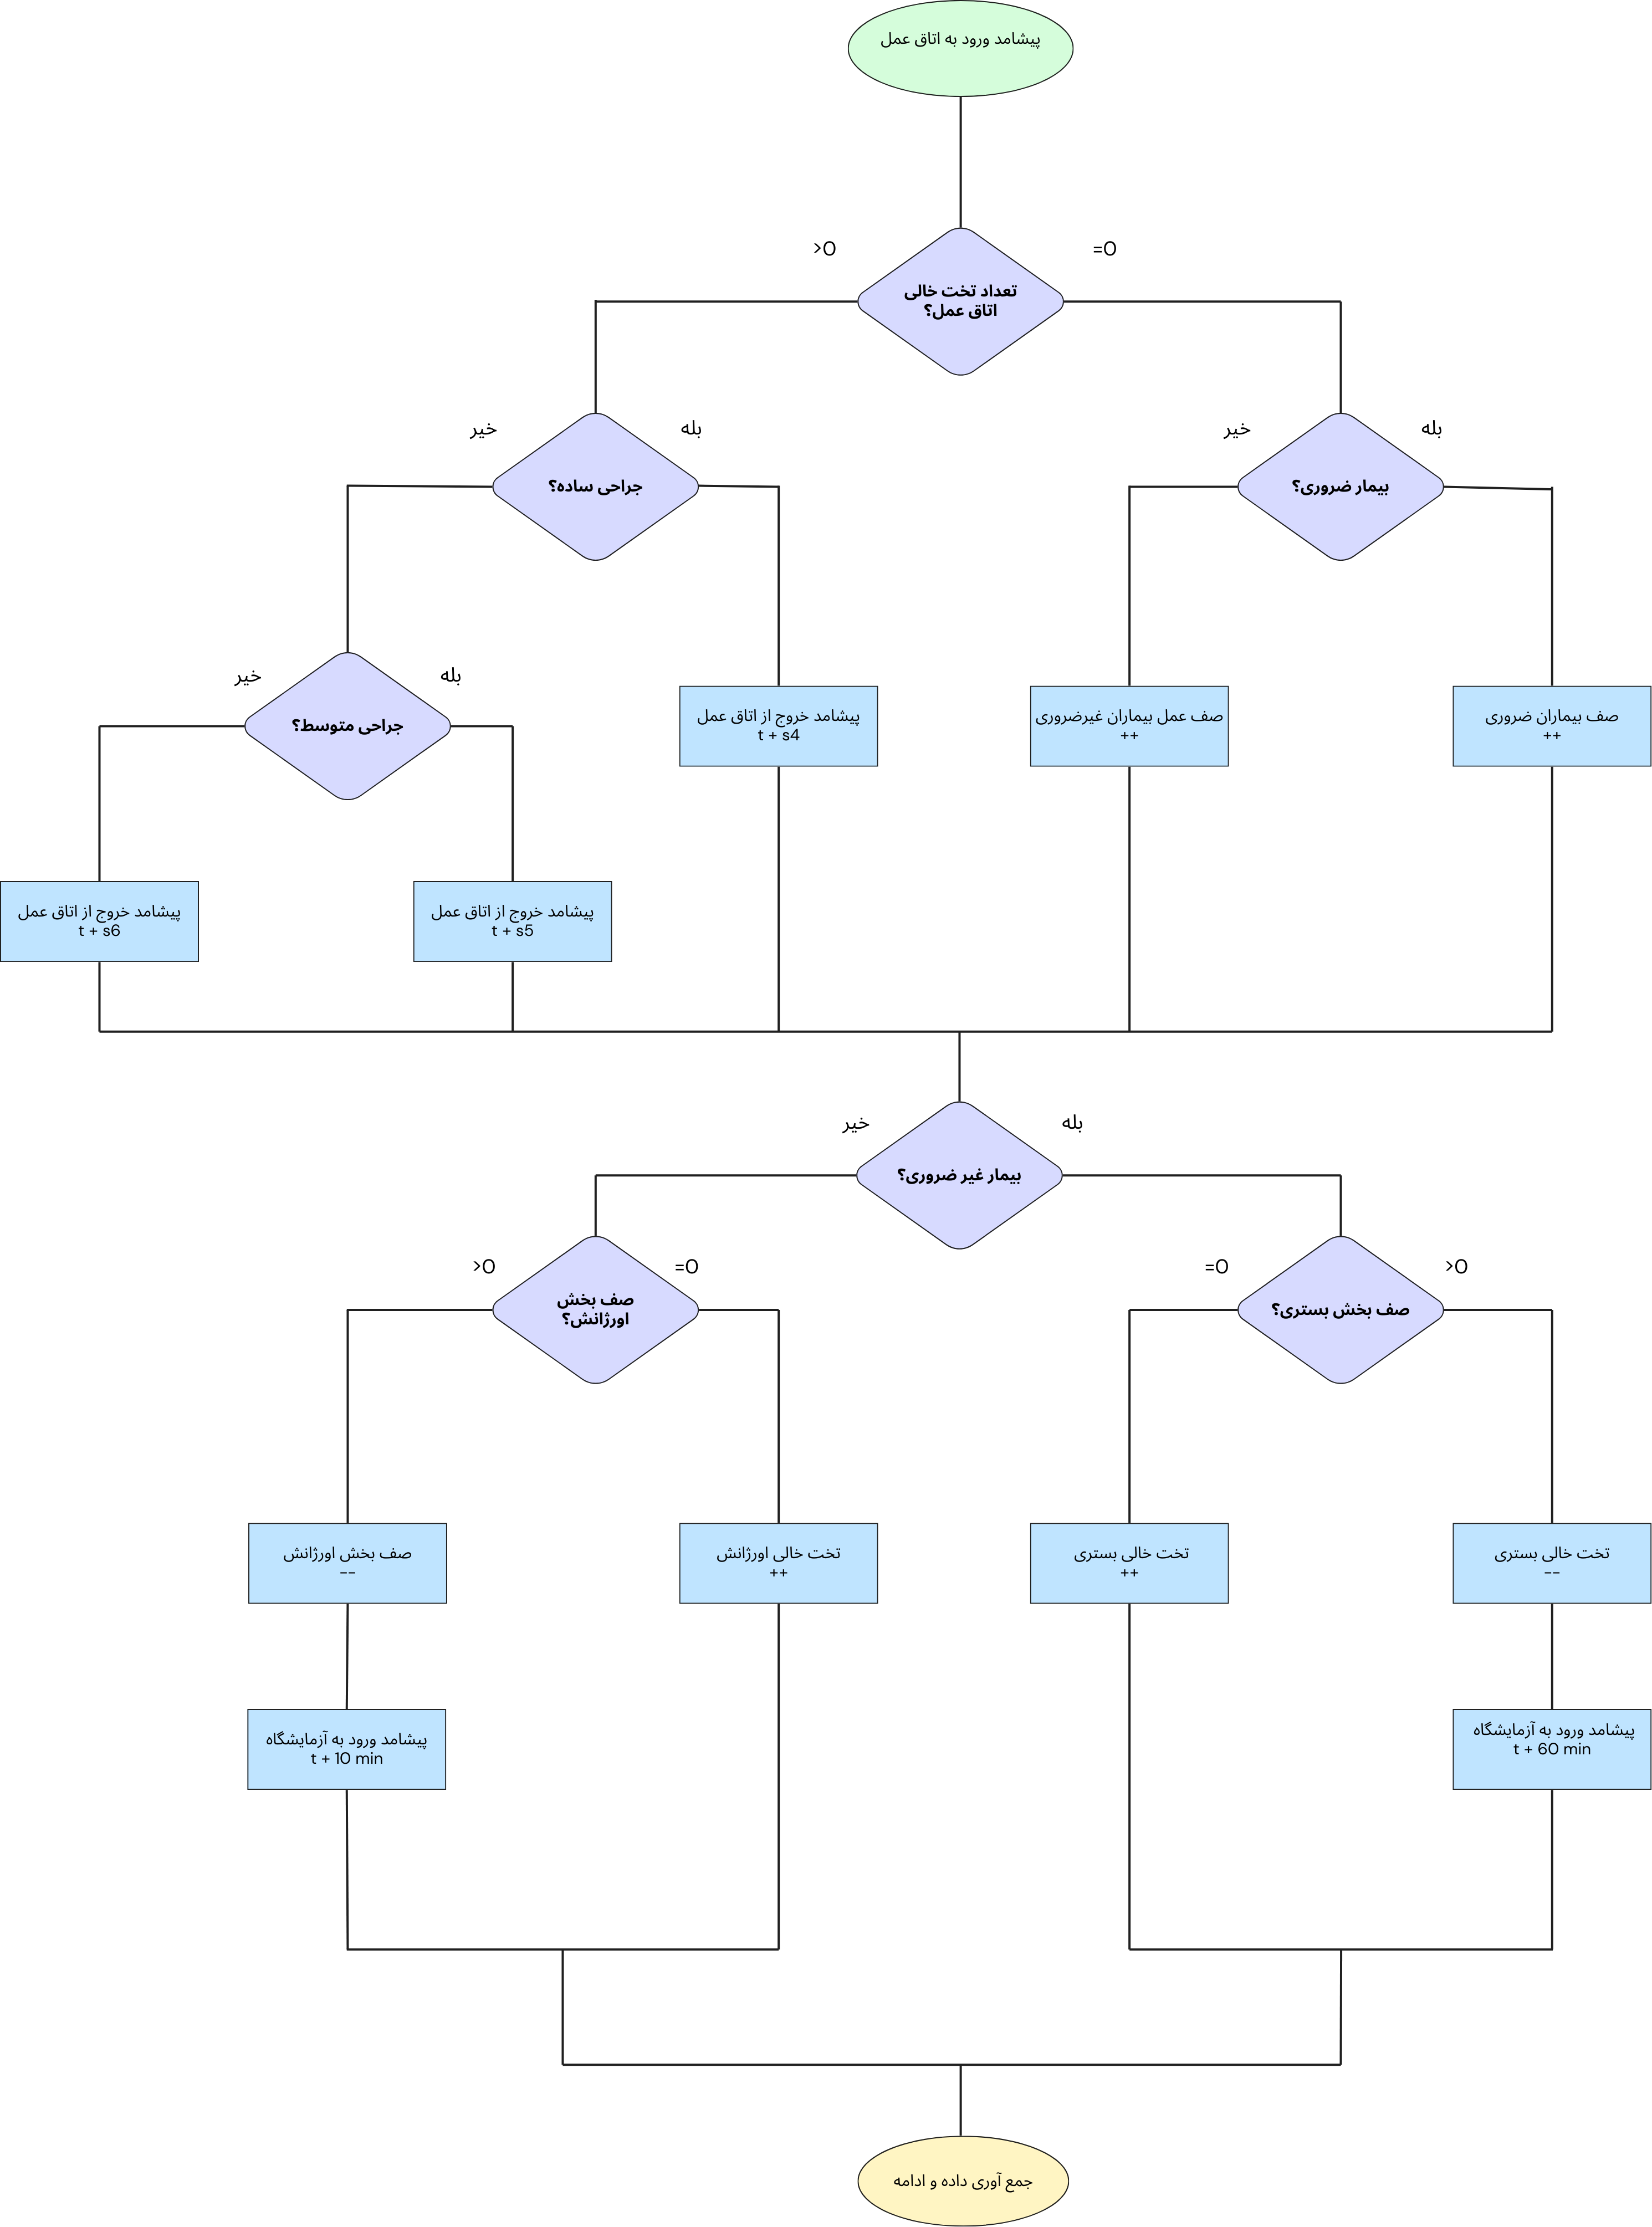 پیشامد ورود به اتاق عمل
>0
=0
تعداد تخت خالی
اتاق عمل؟
خیر
بله
خیر
بله
جراحی ساده؟
بیمار ضروری؟
خیر
بله
جراحی متوسط؟
پیشامد خروج از اتاق عمل
t + s4
صف عمل بیماران غیرضروری
++
صف بیماران ضروری
++
پیشامد خروج از اتاق عمل
t + s6
پیشامد خروج از اتاق عمل
t + s5
خیر
بله
بیمار غیر ضروری؟
>0
=0
=0
>0
صف بخش
اورژانش؟
صف بخش بستری؟
صف بخش اورژانش
--
تخت خالی اورژانش
++
تخت خالی بستری
++
تخت خالی بستری
--
پیشامد ورود به آزمایشگاه
t + 10 min
پیشامد ورود به آزمایشگاه
t + 60 min
جمع آوری داده و ادامه